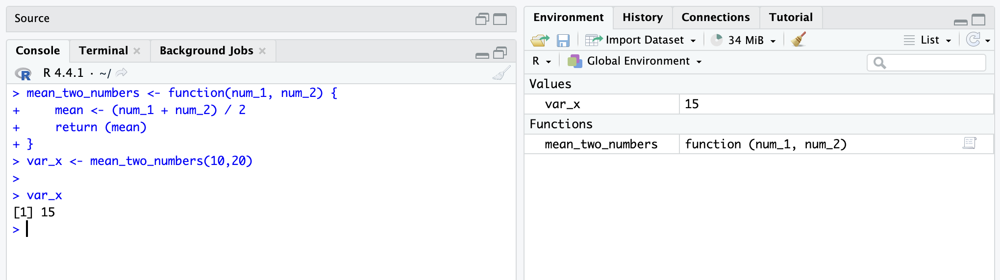 Source
Console Terminal Background Jobs
R R 4.4.1 · ~/
> mean_two_numbers <- function(num_1, num_2) {
+     mean <- (num_1 + num_2) / 2
+     return (mean)
+ }
> var_x <- mean_two_numbers(10,20)
>
> var_x
[1] 15
>
Environment History Connections Tutorial
Import Dataset 34 MiB List
R Global Environment
Values
var_x 15
Functions
mean_two_numbers function (num_1, num_2)